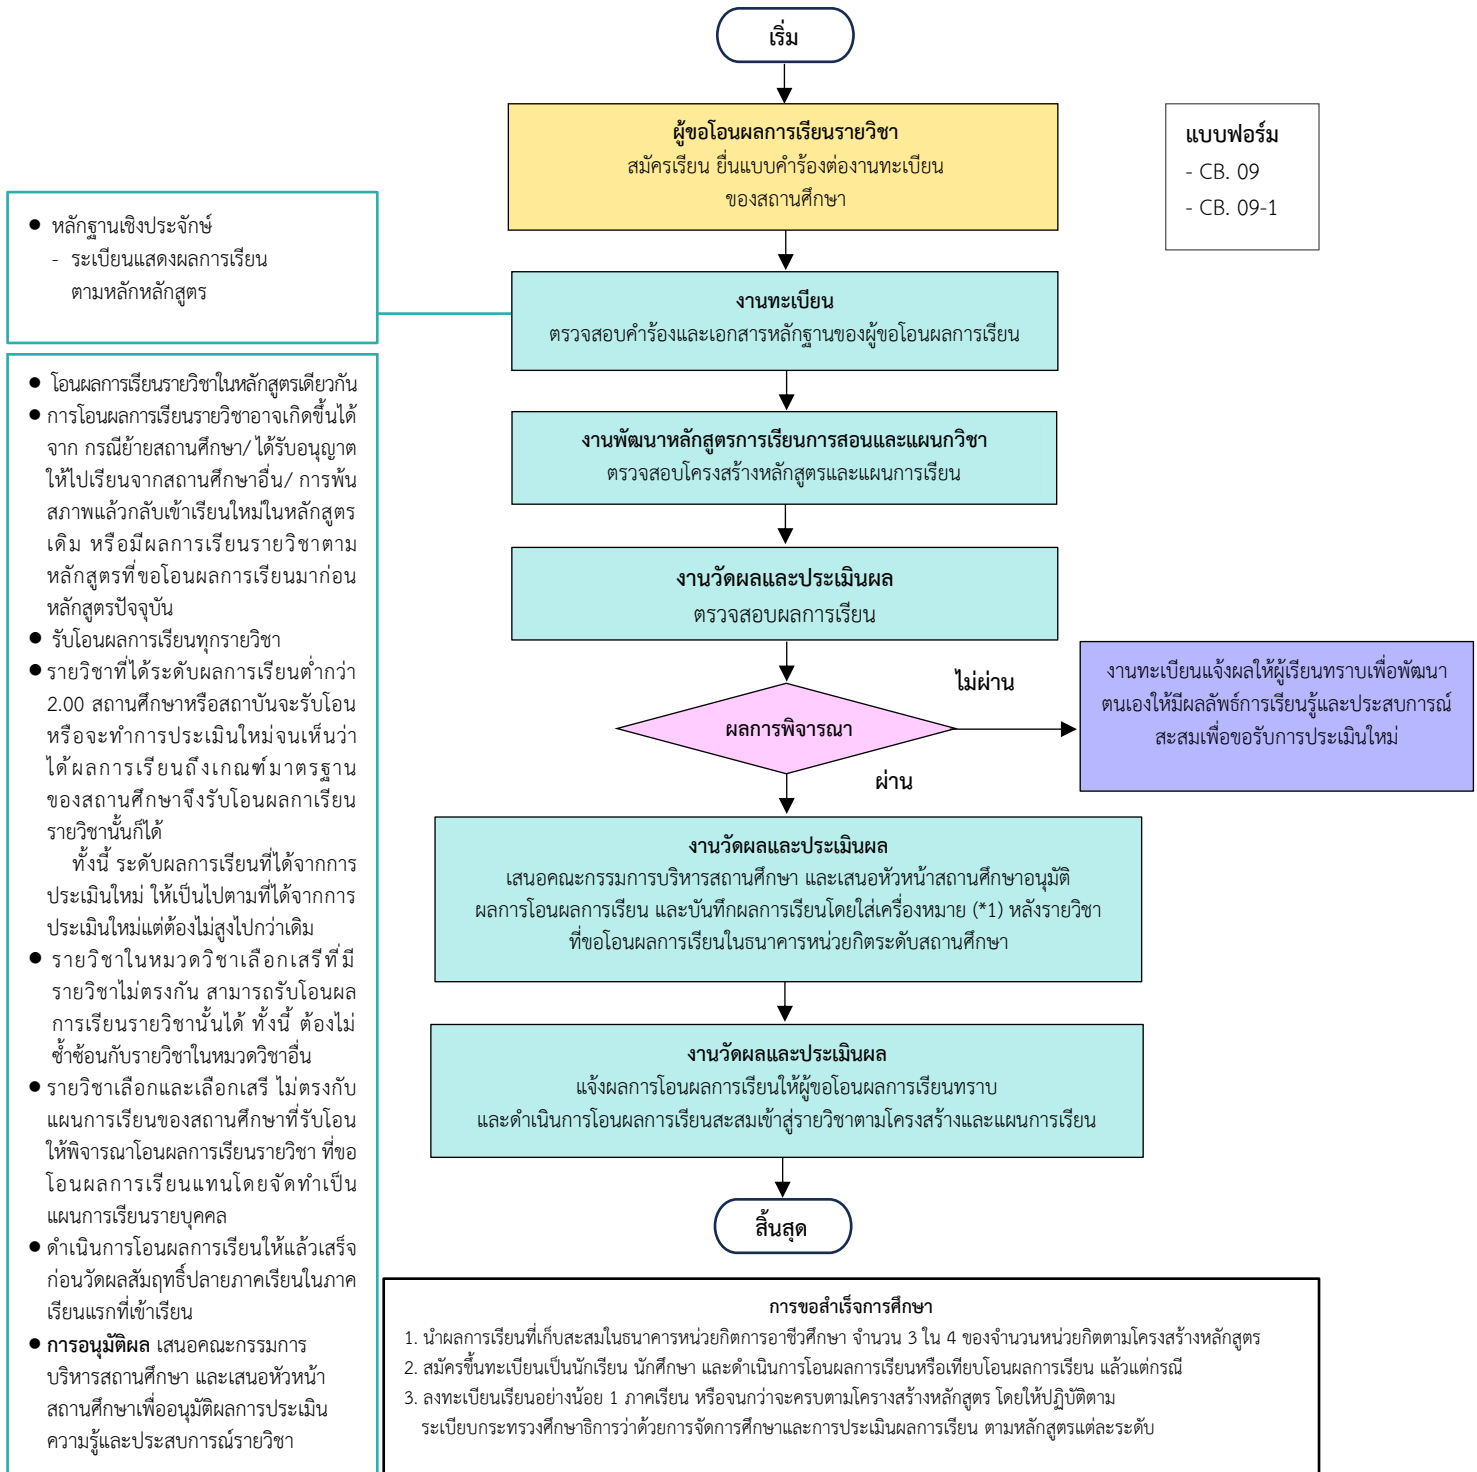 เริ่ม
ผู้ขอโอนผลการเรียนรายวิชา
สมัครเรียน ยื่นแบบคำร้องต่องานทะเบียน
ของสถานศึกษา
แบบฟอร์ม
- CB. 09
- CB. 09-1
● หลักฐานเชิงประจักษ์
- ระเบียนแสดงผลการเรียน
ตามหลักหลักสูตร
งานทะเบียน
ตรวจสอบคำร้องและเอกสารหลักฐานของผู้ขอโอนผลการเรียน
● โอนผลการเรียนรายวิชาในหลักสูตรเดียวกัน
● การโอนผลการเรียนรายวิชาอาจเกิดขึ้นได้
จาก กรณีย้ายสถานศึกษา/ ได้รับอนุญาต
ให้ไปเรียนจากสถานศึกษาอื่น/ การพ้น
สภาพแล้วกลับเข้าเรียนใหม่ในหลักสูตร
เดิม หรือมีผลการเรียนรายวิชาตาม
หลักสูตรที่ขอโอนผลการเรียนมาก่อน
หลักสูตรปัจจุบัน
● รับโอนผลการเรียนทุกรายวิชา
● รายวิชาที่ได้ระดับผลการเรียนต่ำกว่า
2.00 สถานศึกษาหรือสถาบันจะรับโอน
หรือจะทำการประเมินใหม่จนเห็นว่า
ได้ผลการเรียนถึงเกณฑ์มาตรฐาน
ของสถานศึกษาจึงรับโอนผลกาเรียน
รายวิชานั้นก็ได้
ทั้งนี้ ระดับผลการเรียนที่ได้จากการ
ประเมินใหม่ ให้เป็นไปตามที่ได้จากการ
ประเมินใหม่แต่ต้องไม่สูงไปกว่าเดิม
● รายวิชาในหมวดวิชาเลือกเสรีที่มี
รายวิชาไม่ตรงกัน สามารถรับโอนผล
การเรียนรายวิชานั้นได้ ทั้งนี้ ต้องไม่
ซ้ำซ้อนกับรายวิชาในหมวดวิชาอื่น
● รายวิชาเลือกและเลือกเสรี ไม่ตรงกับ
แผนการเรียนของสถานศึกษาที่รับโอน
ให้พิจารณาโอนผลการเรียนรายวิชา ที่ขอ
โอนผลการเรียนแทนโดยจัดทำเป็น
แผนการเรียนรายบุคคล
● ดำเนินการโอนผลการเรียนให้แล้วเสร็จ
ก่อนวัดผลสัมฤทธิ์ปลายภาคเรียนในภาค
เรียนแรกที่เข้าเรียน
● การอนุมัติผล เสนอคณะกรรมการ
บริหารสถานศึกษา และเสนอหัวหน้า
สถานศึกษาเพื่ออนุมัติผลการประเมิน
ความรู้และประสบการณ์รายวิชา
งานพัฒนาหลักสูตรการเรียนการสอนและแผนกวิชา
ตรวจสอบโครงสร้างหลักสูตรและแผนการเรียน
งานวัดผลและประเมินผล
ตรวจสอบผลการเรียน
ผลการพิจารณา
ไม่ผ่าน
งานทะเบียนแจ้งผลให้ผู้เรียนทราบเพื่อพัฒนา
ตนเองให้มีผลลัพธ์การเรียนรู้และประสบการณ์
สะสมเพื่อขอรับการประเมินใหม่
ผ่าน
งานวัดผลและประเมินผล
เสนอคณะกรรมการบริหารสถานศึกษา และเสนอหัวหน้าสถานศึกษาอนุมัติ
ผลการโอนผลการเรียน และบันทึกผลการเรียนโดยใส่เครื่องหมาย (*1) หลังรายวิชา
ที่ขอโอนผลการเรียนในธนาคารหน่วยกิตระดับสถานศึกษา
งานวัดผลและประเมินผล
แจ้งผลการโอนผลการเรียนให้ผู้ขอโอนผลการเรียนทราบ
และดำเนินการโอนผลการเรียนสะสมเข้าสู่รายวิชาตามโครงสร้างและแผนการเรียน
สิ้นสุด
การขอสำเร็จการศึกษา
1. นำผลการเรียนที่เก็บสะสมในธนาคารหน่วยกิตการอาชีวศึกษา จำนวน 3 ใน 4 ของจำนวนหน่วยกิตตามโครงสร้างหลักสูตร
2. สมัครขึ้นทะเบียนเป็นนักเรียน นักศึกษา และดำเนินการโอนผลการเรียนหรือเทียบโอนผลการเรียน แล้วแต่กรณี
3. ลงทะเบียนเรียนอย่างน้อย 1 ภาคเรียน หรือจนกว่าจะครบตามโครางสร้างหลักสูตร โดยให้ปฏิบัติตาม
ระเบียบกระทรวงศึกษาธิการว่าด้วยการจัดการศึกษาและการประเมินผลการเรียน ตามหลักสูตรแต่ละระดับ